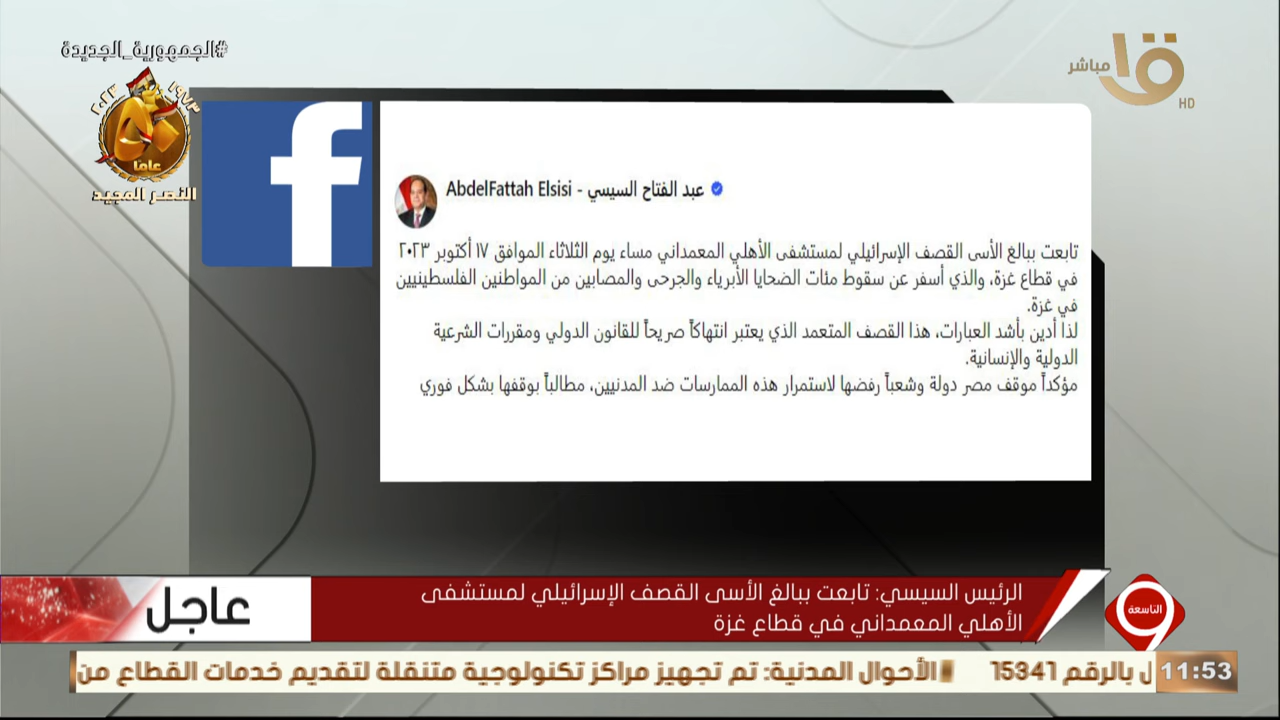 #الجمهورية_الجديدة
١٩٧٣
٢٠٢٣
٥٠
عاما
النصر المجيد
مباشر
HD
AbdelFattah Elsisi - عبد الفتاح السيسي
تابعت ببالغ الأسى القصف الإسرائيلي لمستشفى الأهلي المعمداني مساء يوم الثلاثاء الموافق ١٧ أكتوبر ٢٠٢٣
في قطاع غزة، والذي أسفر عن سقوط مئات الضحايا الأبرياء والجرحى والمصابين من المواطنين الفلسطينيين
في غزة.
لذا أدين بأشد العبارات، هذا القصف المتعمد الذي يعتبر انتهاكاً صريحاً للقانون الدولي ومقررات الشرعية
الدولية والإنسانية.
مؤكداً موقف مصر دولة وشعباً رفضها لاستمرار هذه الممارسات ضد المدنيين، مطالباً بوقفها بشكل فوري
عاجل
الرئيس السيسي: تابعت ببالغ الأسى القصف الإسرائيلي لمستشفى
الأهلي المعمداني في قطاع غزة
التاسعة
9
11:53
ل بالرقم 15341 الأحوال المدنية: تم تجهيز مراكز تكنولوجية متنقلة لتقديم خدمات القطاع من